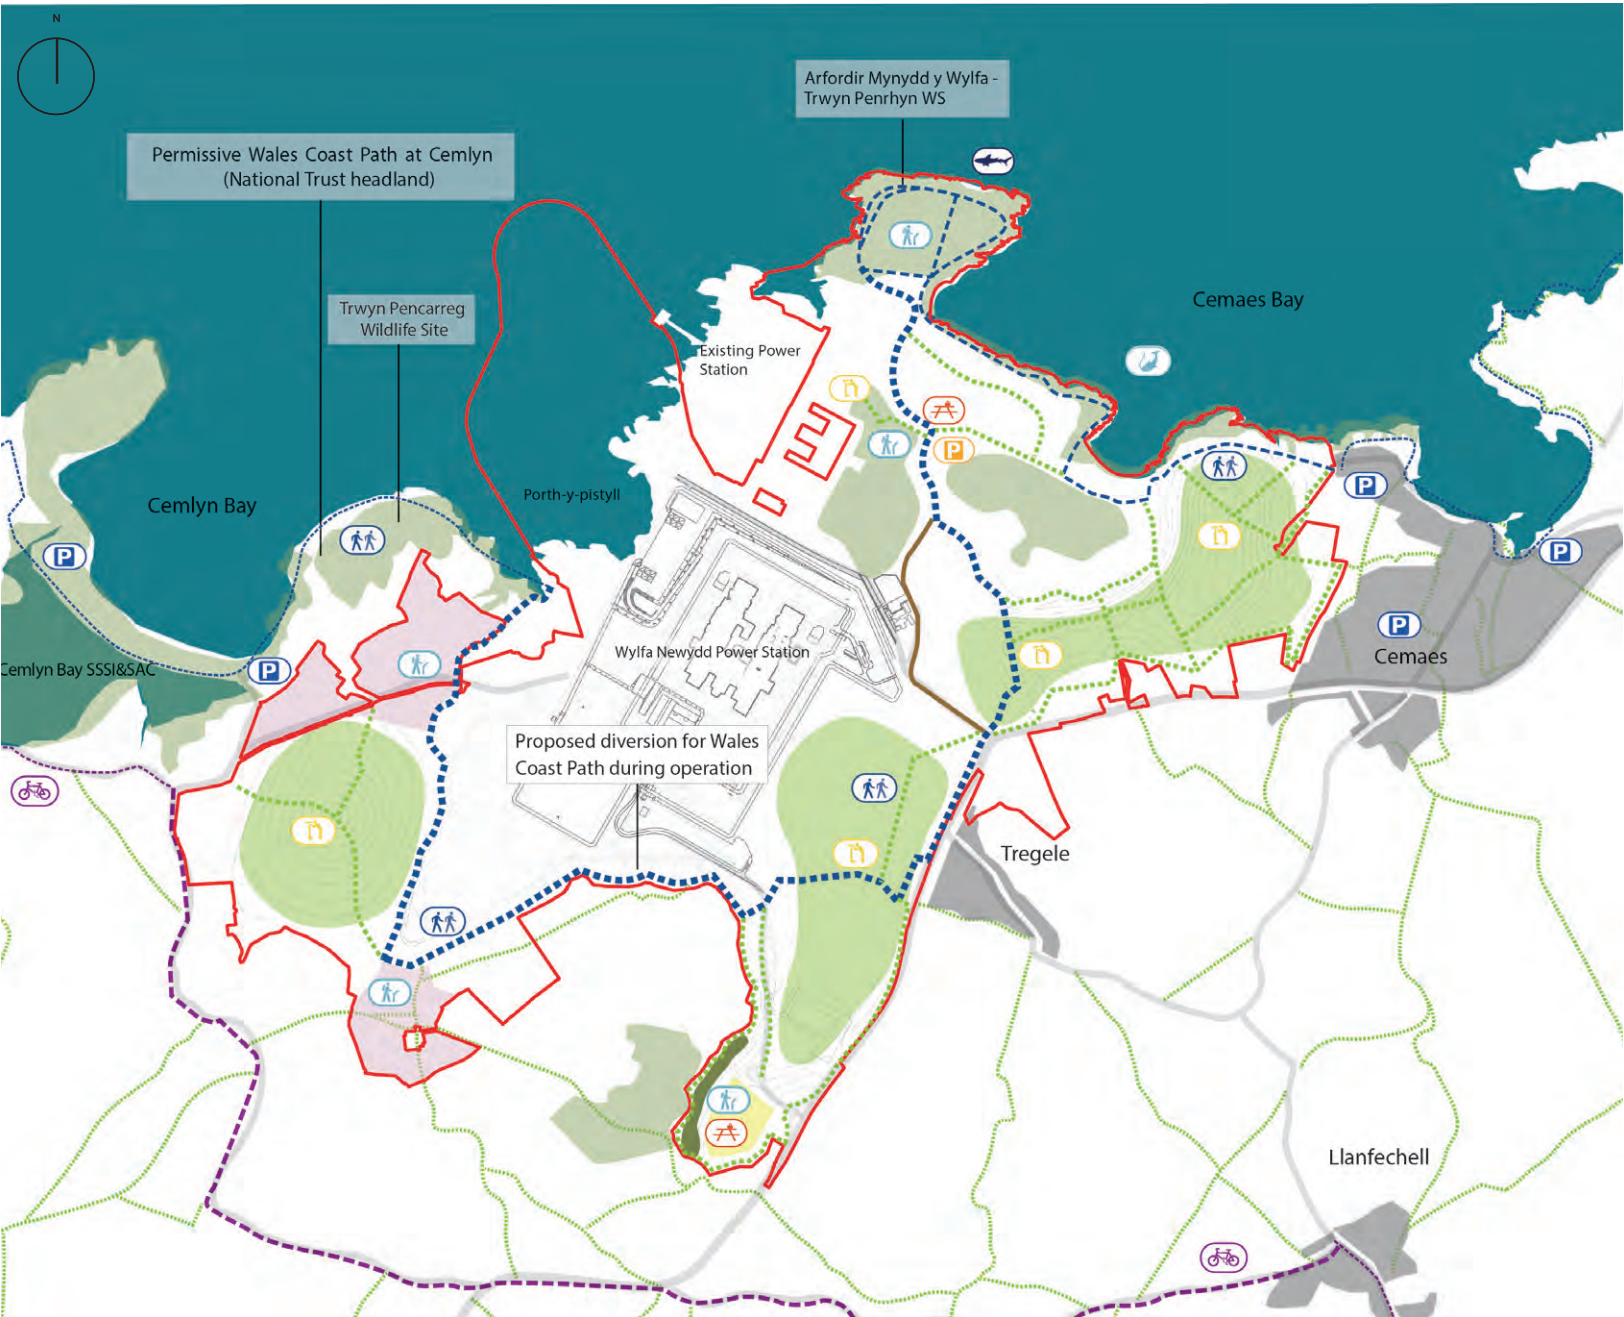 N
Arfordir Mynydd y Wylfa -
Trwyn Penrhyn WS
Permissive Wales Coast Path at Cemlyn
(National Trust headland)
Trwyn Pencarreg
Wildlife Site
Cemaes Bay
Existing Power
Station
Cemlyn Bay
Porth-y-pistyll
P
P
P
P
Wylfa Newydd Power Station
P
Cemaes
Cemlyn Bay SSSI&SAC
P
Proposed diversion for Wales
Coast Path during operation
Tregele
Llanfechell